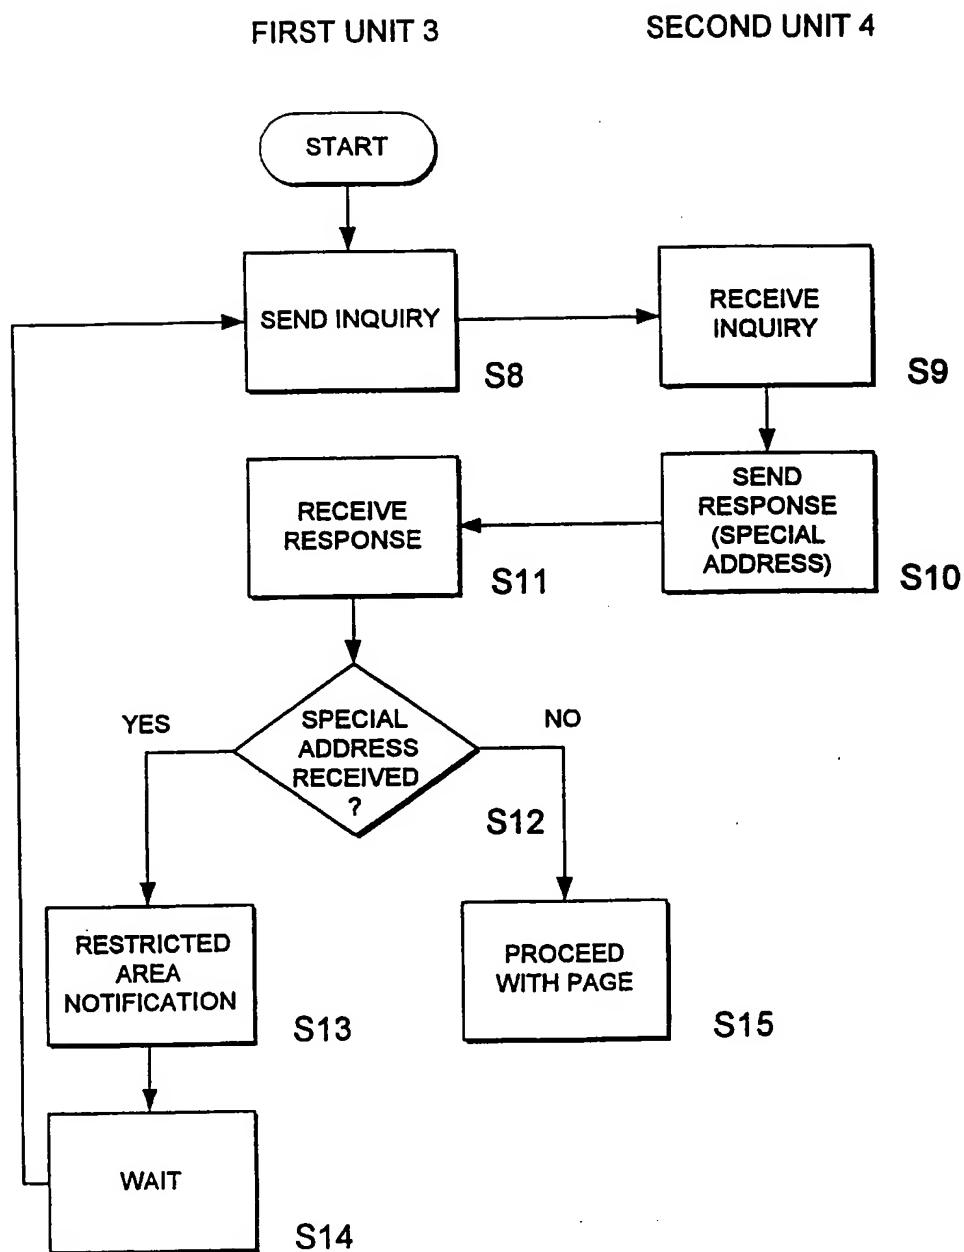 FIRST UNIT 3
SECOND UNIT 4
START
SEND INQUIRY
S8
RECEIVE
INQUIRY
S9
SEND
RESPONSE
(SPECIAL
ADDRESS)
S10
RECEIVE
RESPONSE
S11
SPECIAL
ADDRESS
RECEIVED
?
YES
NO
S12
RESTRICTED
AREA
NOTIFICATION
S13
PROCEED
WITH PAGE
S15
WAIT
S14